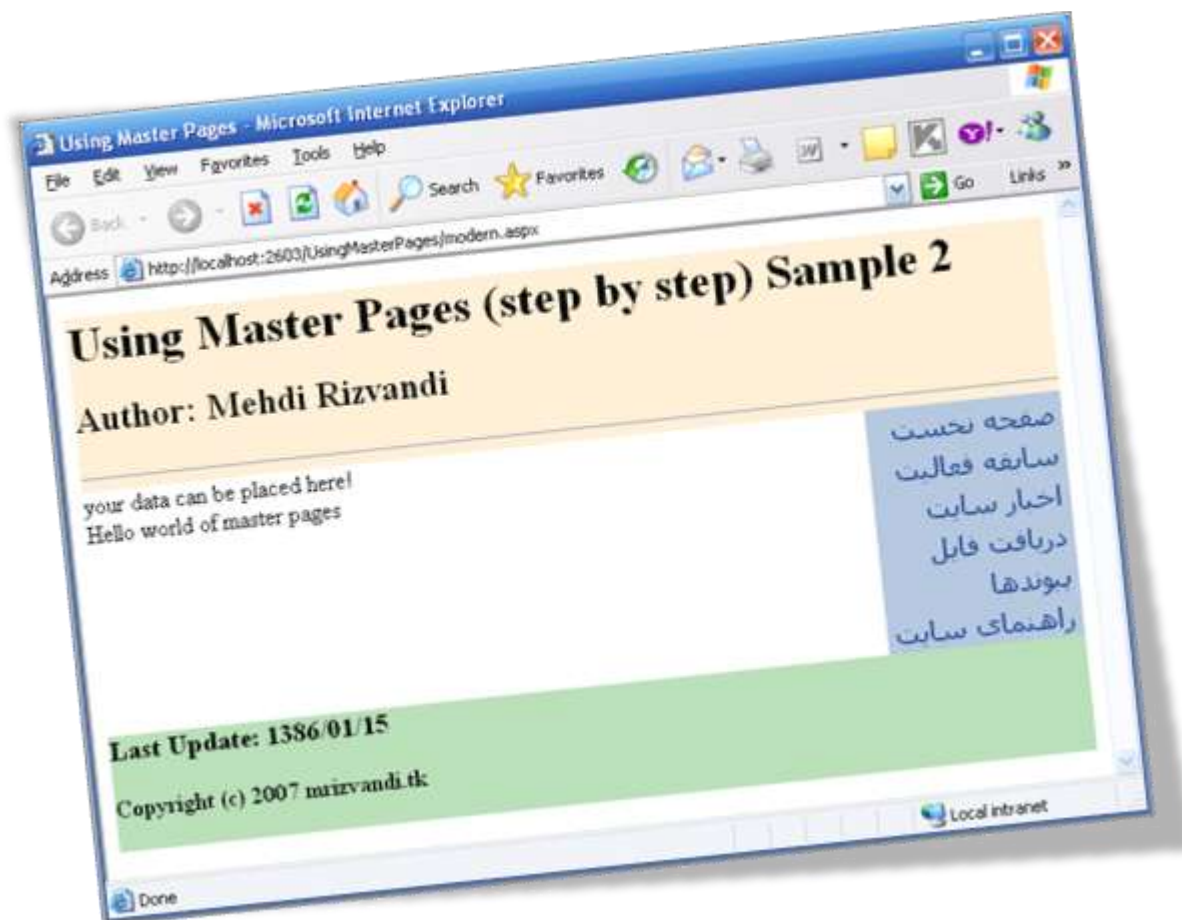 Using Master Pages - Microsoft Internet Explorer
File Edit View Favorites Tools Help
Back Search Favorites
Address http://localhost:2603/UsingMasterPages/modern.aspx Go Links »
Using Master Pages (step by step) Sample 2
Author: Mehdi Rizvandi
your data can be placed here!
Hello world of master pages
صفحه نخست
سابقه فعالیت
اخبار سایت
دریافت فایل
پیوندها
راهنمای سایت
Last Update: 1386/01/15
Copyright (c) 2007 mrizvandi.tk
Done Local intranet